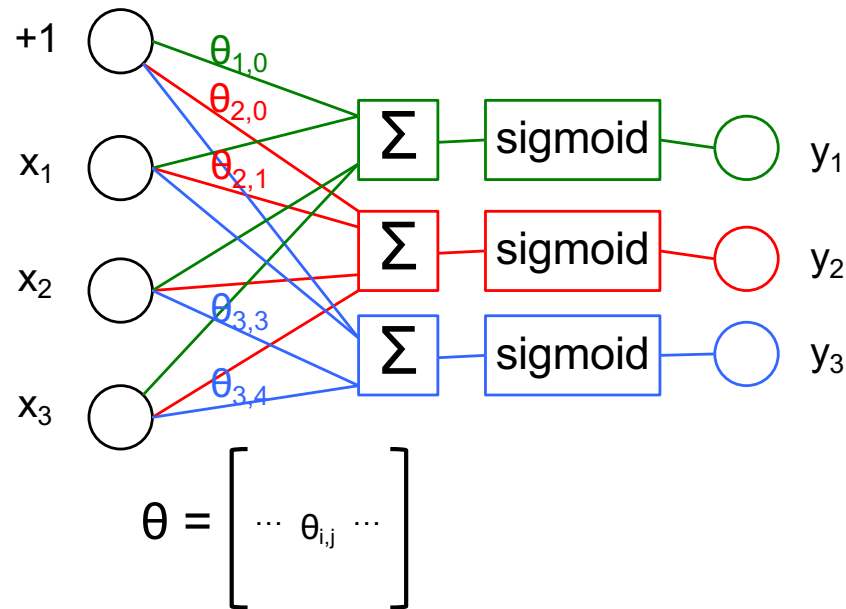 +1
θ1,0
θ2,0
x1
θ2,1
Σ sigmoid y1
x2
Σ sigmoid y2
θ3,3
Σ sigmoid y3
x3
θ3,4
θ = [ ⋯ θi,j ⋯ ]